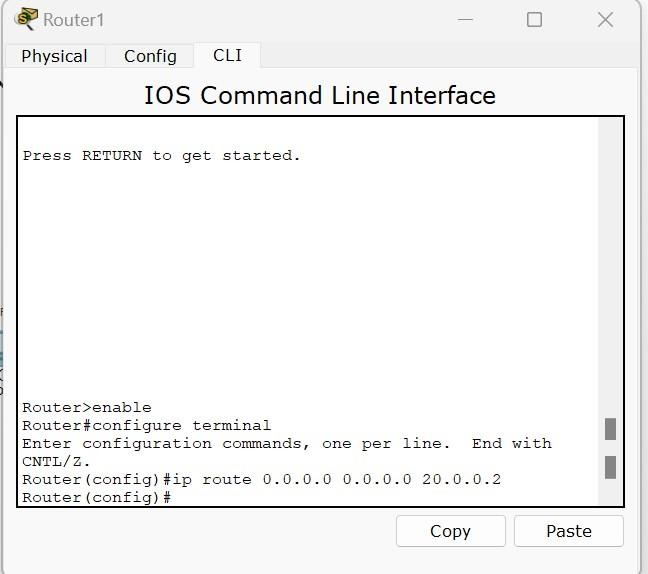 Router1
Physical Config CLI
IOS Command Line Interface
Press RETURN to get started.
Router>enable
Router#configure terminal
Enter configuration commands, one per line.  End with
CNTL/Z.
Router(config)#ip route 0.0.0.0 0.0.0.0 20.0.0.2
Router(config)#
Copy Paste